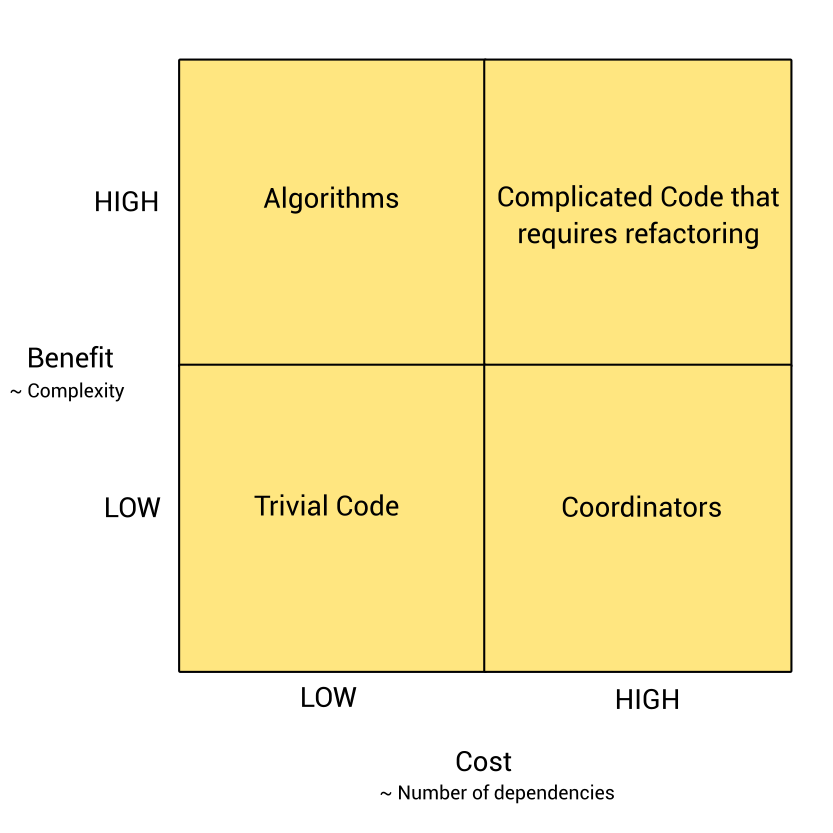 HIGH
Algorithms
Complicated Code that
requires refactoring
Benefit
~ Complexity
LOW
Trivial Code
Coordinators
LOW
HIGH
Cost
~ Number of dependencies